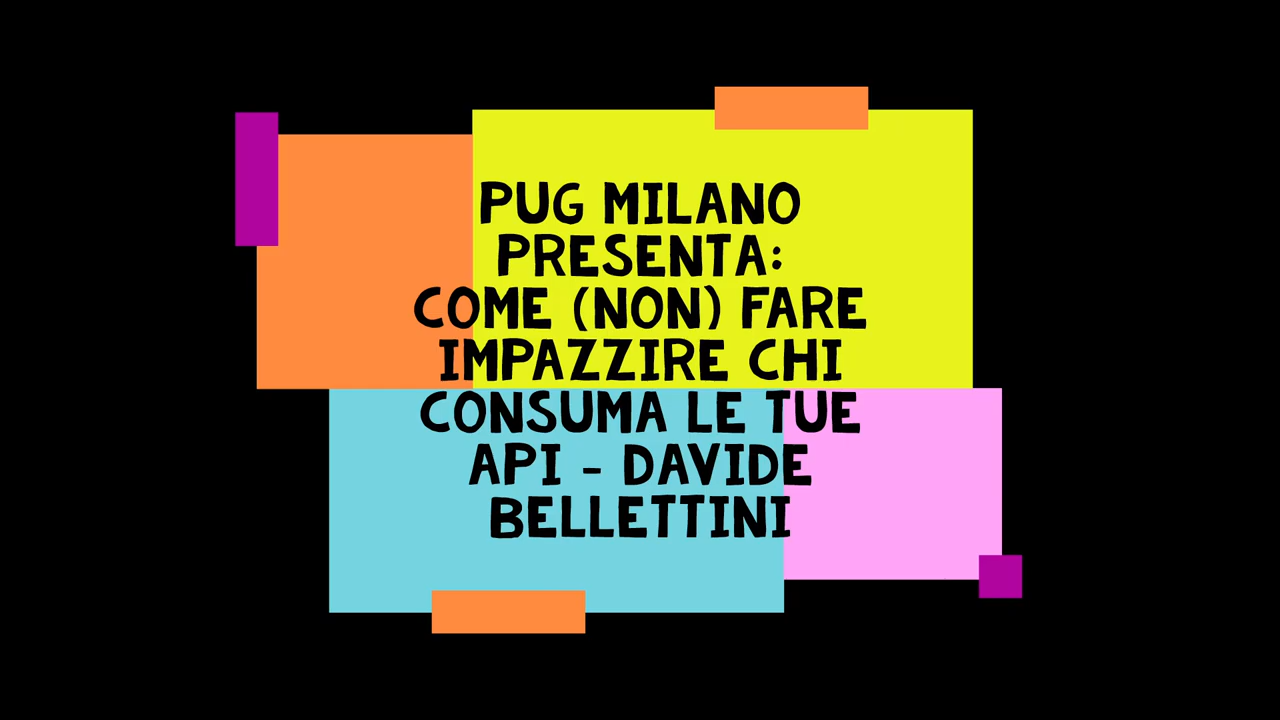 PUG MILANO
PRESENTA:
COME (NON) FARE
IMPAZZIRE CHI
CONSUMA LE TUE
API - DAVIDE
BELLETTINI